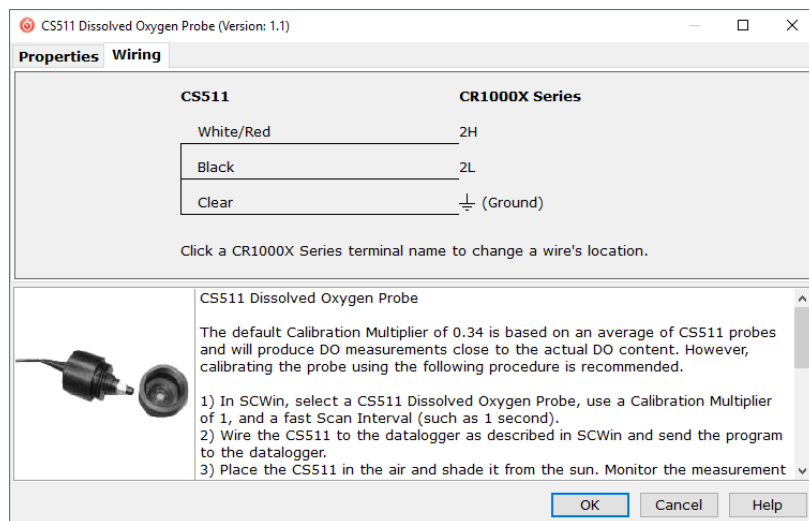 CS511 Dissolved Oxygen Probe (Version: 1.1)
Properties Wiring
CS511 CR1000X Series
White/Red 2H
Black 2L
Clear (Ground)
Click a CR1000X Series terminal name to change a wire's location.
CS511 Dissolved Oxygen Probe
The default Calibration Multiplier of 0.34 is based on an average of CS511 probes
and will produce DO measurements close to the actual DO content. However,
calibrating the probe using the following procedure is recommended.
1) In SCWin, select a CS511 Dissolved Oxygen Probe, use a Calibration Multiplier
of 1, and a fast Scan Interval (such as 1 second).
2) Wire the CS511 to the datalogger as described in SCWin and send the program
to the datalogger.
3) Place the CS511 in the air and shade it from the sun. Monitor the measurement
OK Cancel Help